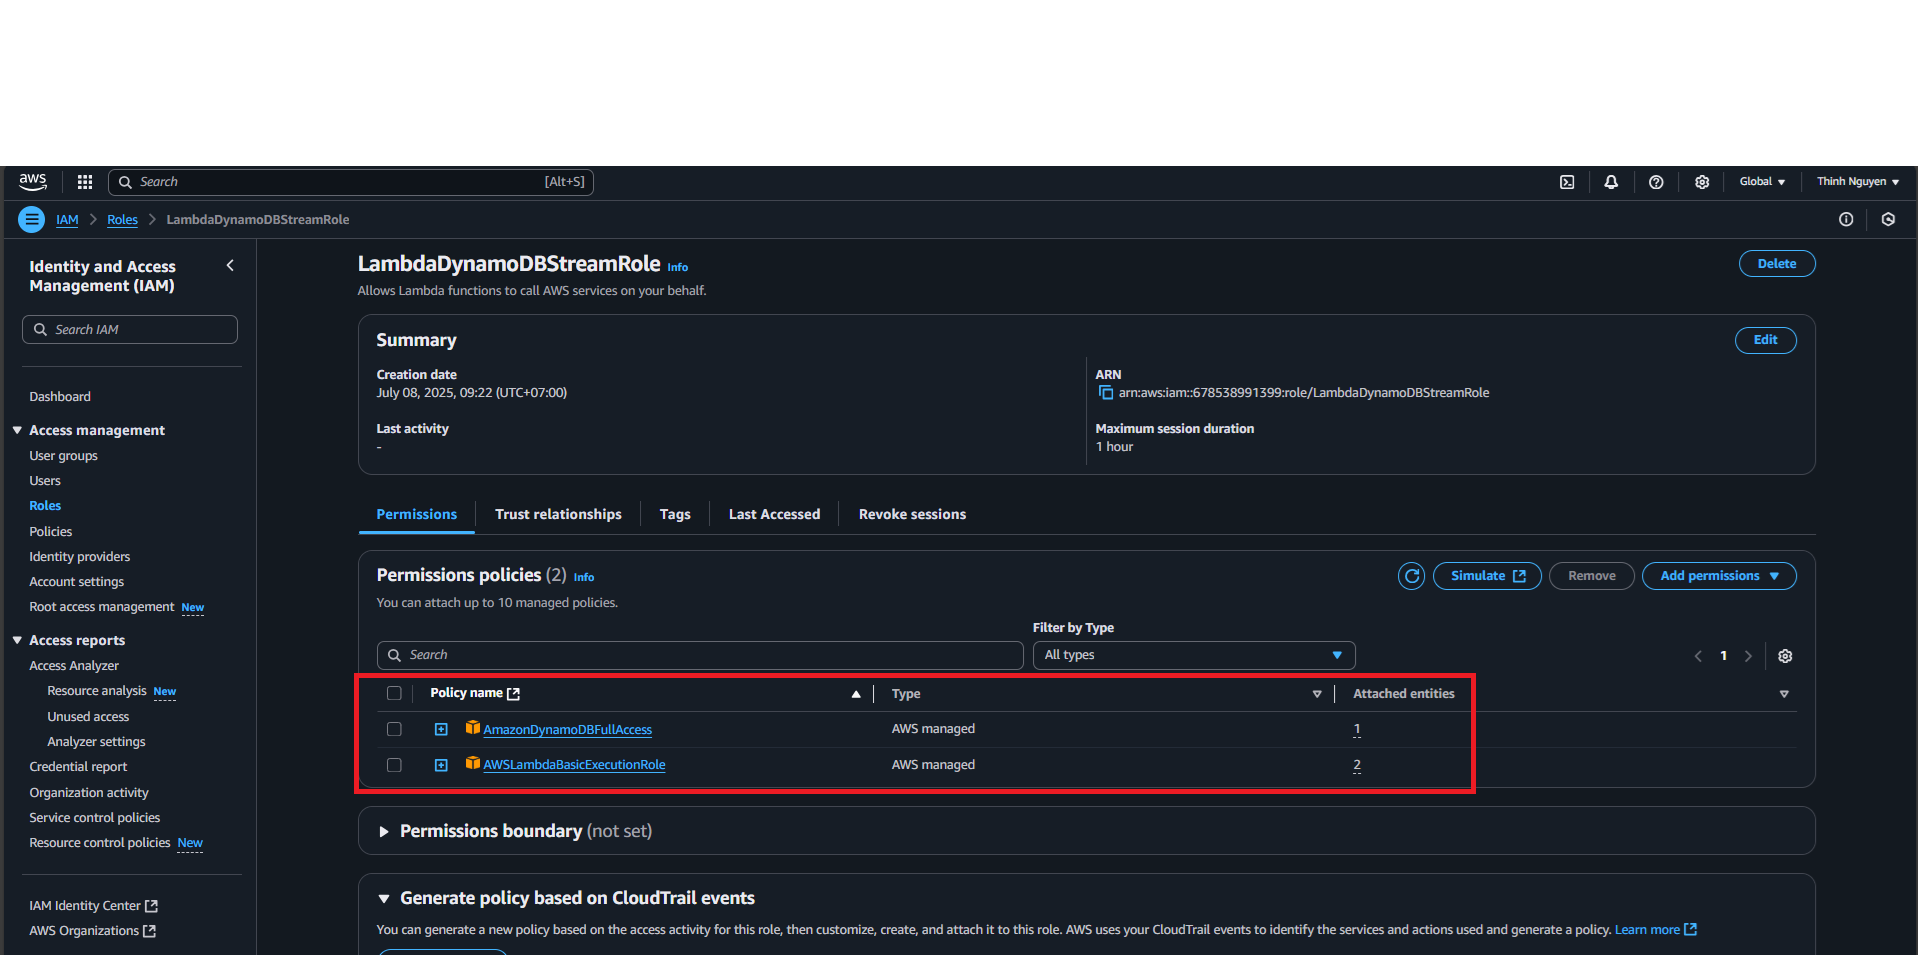 aws
Search [Alt+S]
Global
Thinh Nguyen
IAM > Roles > LambdaDynamoDBStreamRole
Identity and Access
Management (IAM)
Search IAM
Dashboard
Access management
User groups
Users
Roles
Policies
Identity providers
Account settings
Root access management New
Access reports
Access Analyzer
Resource analysis New
Unused access
Analyzer settings
Credential report
Organization activity
Service control policies
Resource control policies New
IAM Identity Center
AWS Organizations
LambdaDynamoDBStreamRole Info
Delete
Allows Lambda functions to call AWS services on your behalf.
Summary
Edit
Creation date
July 08, 2025, 09:22 (UTC+07:00)
Last activity
-
ARN
arn:aws:iam::678538991399:role/LambdaDynamoDBStreamRole
Maximum session duration
1 hour
Permissions Trust relationships Tags Last Accessed Revoke sessions
Permissions policies (2) Info
Simulate Remove Add permissions
You can attach up to 10 managed policies.
Filter by Type
Search All types 1
Policy name Type Attached entities
AmazonDynamoDBFullAccess AWS managed 1
AWSLambdaBasicExecutionRole AWS managed 2
Permissions boundary (not set)
Generate policy based on CloudTrail events
You can generate a new policy based on the access activity for this role, then customize, create, and attach it to this role. AWS uses your CloudTrail events to identify the services and actions used and generate a policy. Learn more